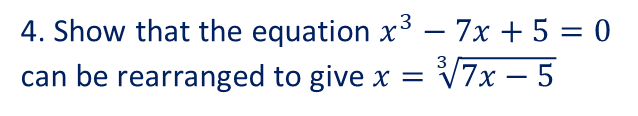 4. Show that the equation x³ − 7x + 5 = 0
can be rearranged to give x = ∛(7x − 5)